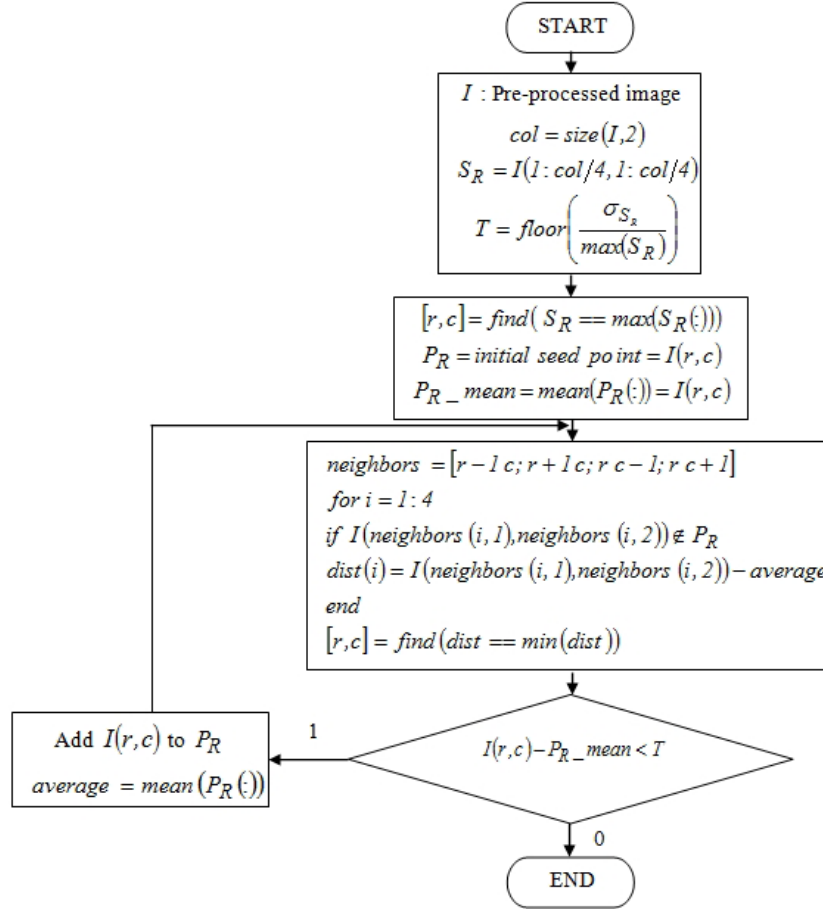 START
I : Pre-processed image
col = size(I,2)
S_R = I(1:col/4,1:col/4)
T = floor(σ_{S_R} / max(S_R))
[r,c] = find( S_R == max(S_R(:)))
P_R = initial seed point = I(r,c)
P_R_mean = mean(P_R(:)) = I(r,c)
neighbors = [r-1 c; r+1 c; r c-1; r c+1]
for i = 1:4
if I(neighbors (i,1),neighbors (i,2)) ∉ P_R
dist(i) = I(neighbors (i,1),neighbors (i,2)) - average
end
[r,c] = find(dist == min(dist))
I(r,c) - P_R_mean < T
1
Add I(r,c) to P_R
average = mean(P_R(:))
0
END